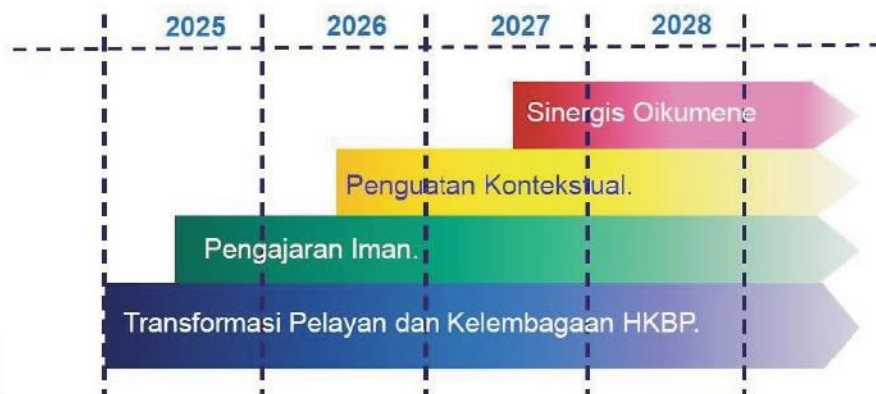 2025 2026 2027 2028
Sinergis Oikumene
Penguatan Kontekstual.
Pengajaran Iman.
Transformasi Pelayan dan Kelembagaan HKBP.